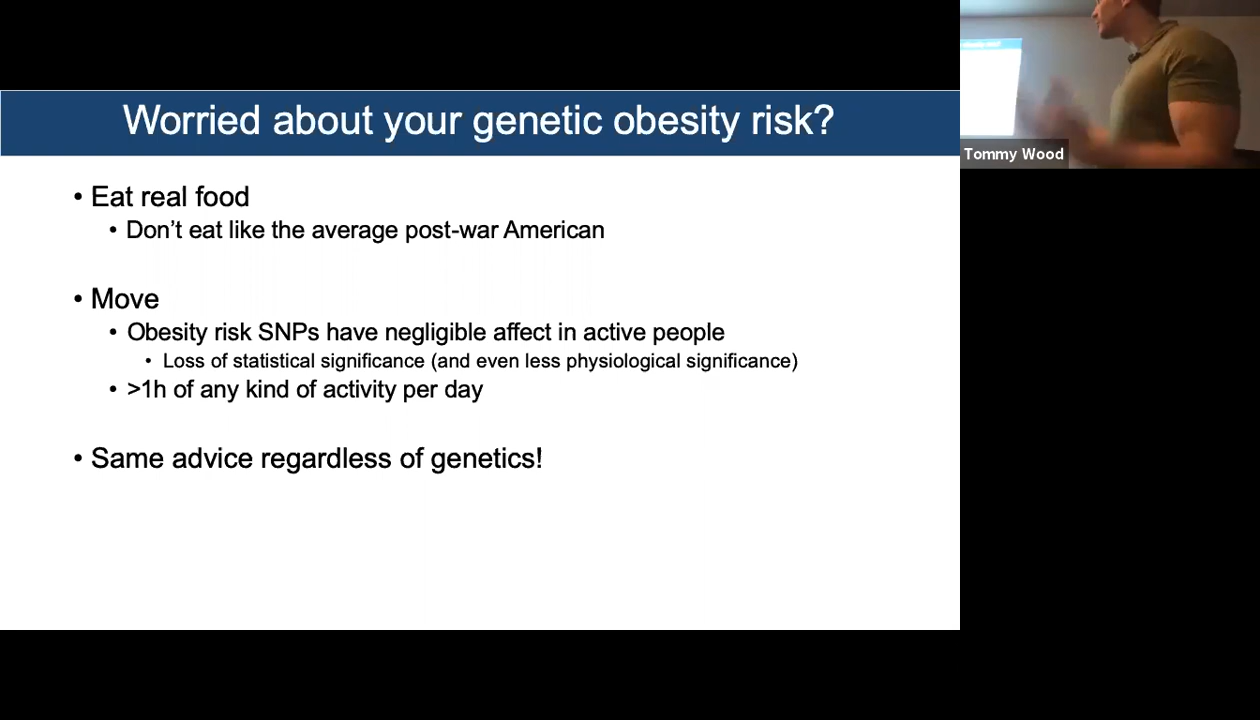 Worried about your genetic obesity risk?
• Eat real food
• Don't eat like the average post-war American
• Move
• Obesity risk SNPs have negligible affect in active people
• Loss of statistical significance (and even less physiological significance)
• >1h of any kind of activity per day
• Same advice regardless of genetics!
Tommy Wood